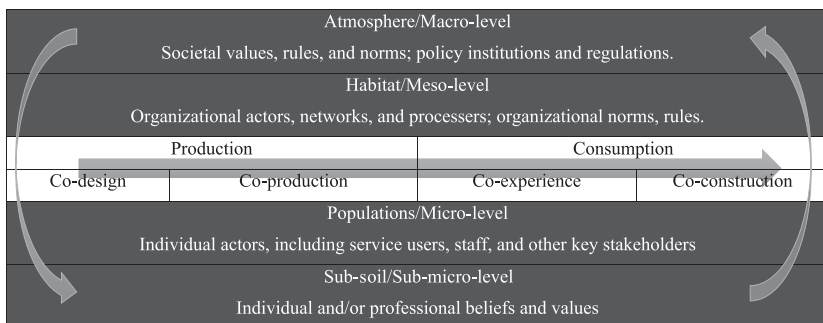 Atmosphere/Macro-level
Societal values, rules, and norms; policy institutions and regulations.
Habitat/Meso-level
Organizational actors, networks, and processers; organizational norms, rules.
Production Consumption
Co-design Co-production Co-experience Co-construction
Populations/Micro-level
Individual actors, including service users, staff, and other key stakeholders
Sub-soil/Sub-micro-level
Individual and/or professional beliefs and values